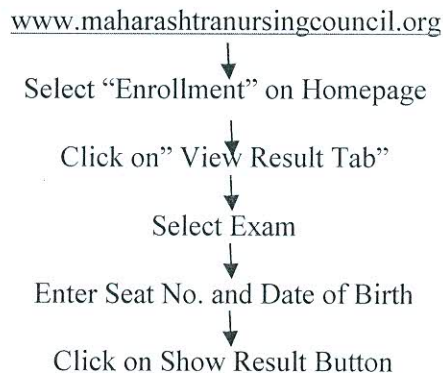 www.maharashtranursingcouncil.org
Select “Enrollment” on Homepage
Click on” View Result Tab”
Select Exam
Enter Seat No. and Date of Birth
Click on Show Result Button